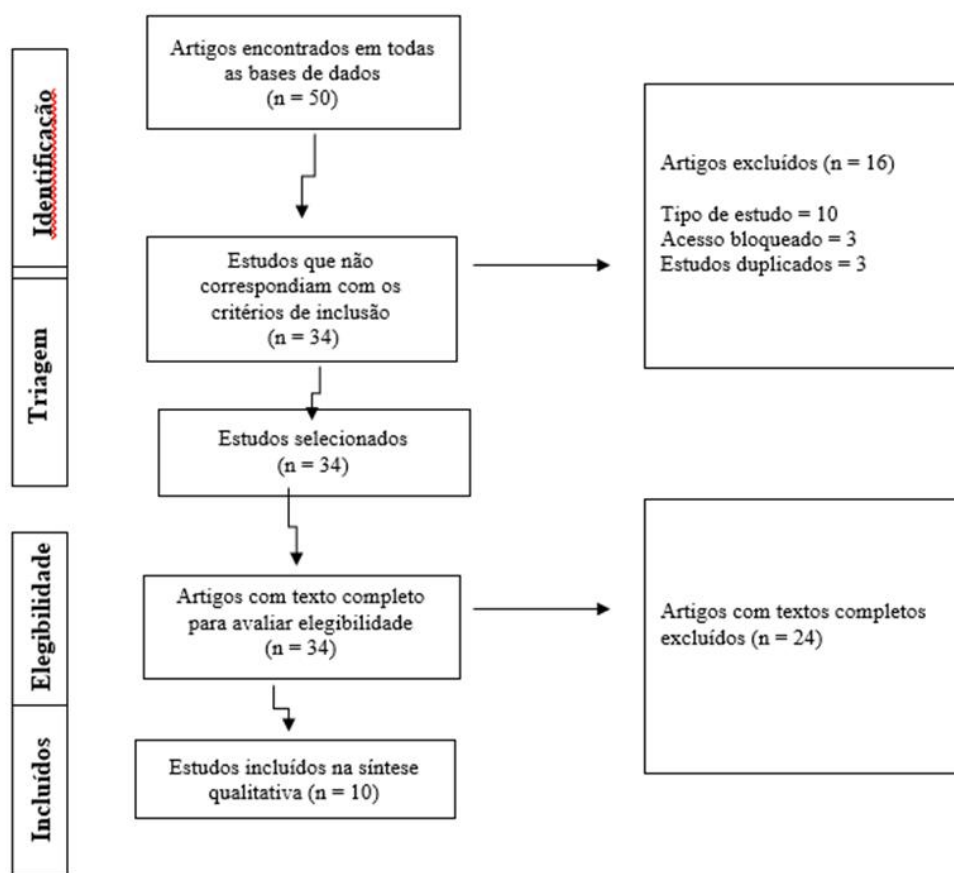 Identificação
Artigos encontrados em todas
as bases de dados
(n = 50)
Artigos excluídos (n = 16)
Tipo de estudo = 10
Acesso bloqueado = 3
Estudos duplicados = 3
Triagem
Estudos que não
correspondiam com os
critérios de inclusão
(n = 34)
Estudos selecionados
(n = 34)
Elegibilidade
Artigos com texto completo
para avaliar elegibilidade
(n = 34)
Artigos com textos completos
excluídos (n = 24)
Incluídos
Estudos incluídos na síntese
qualitativa (n = 10)